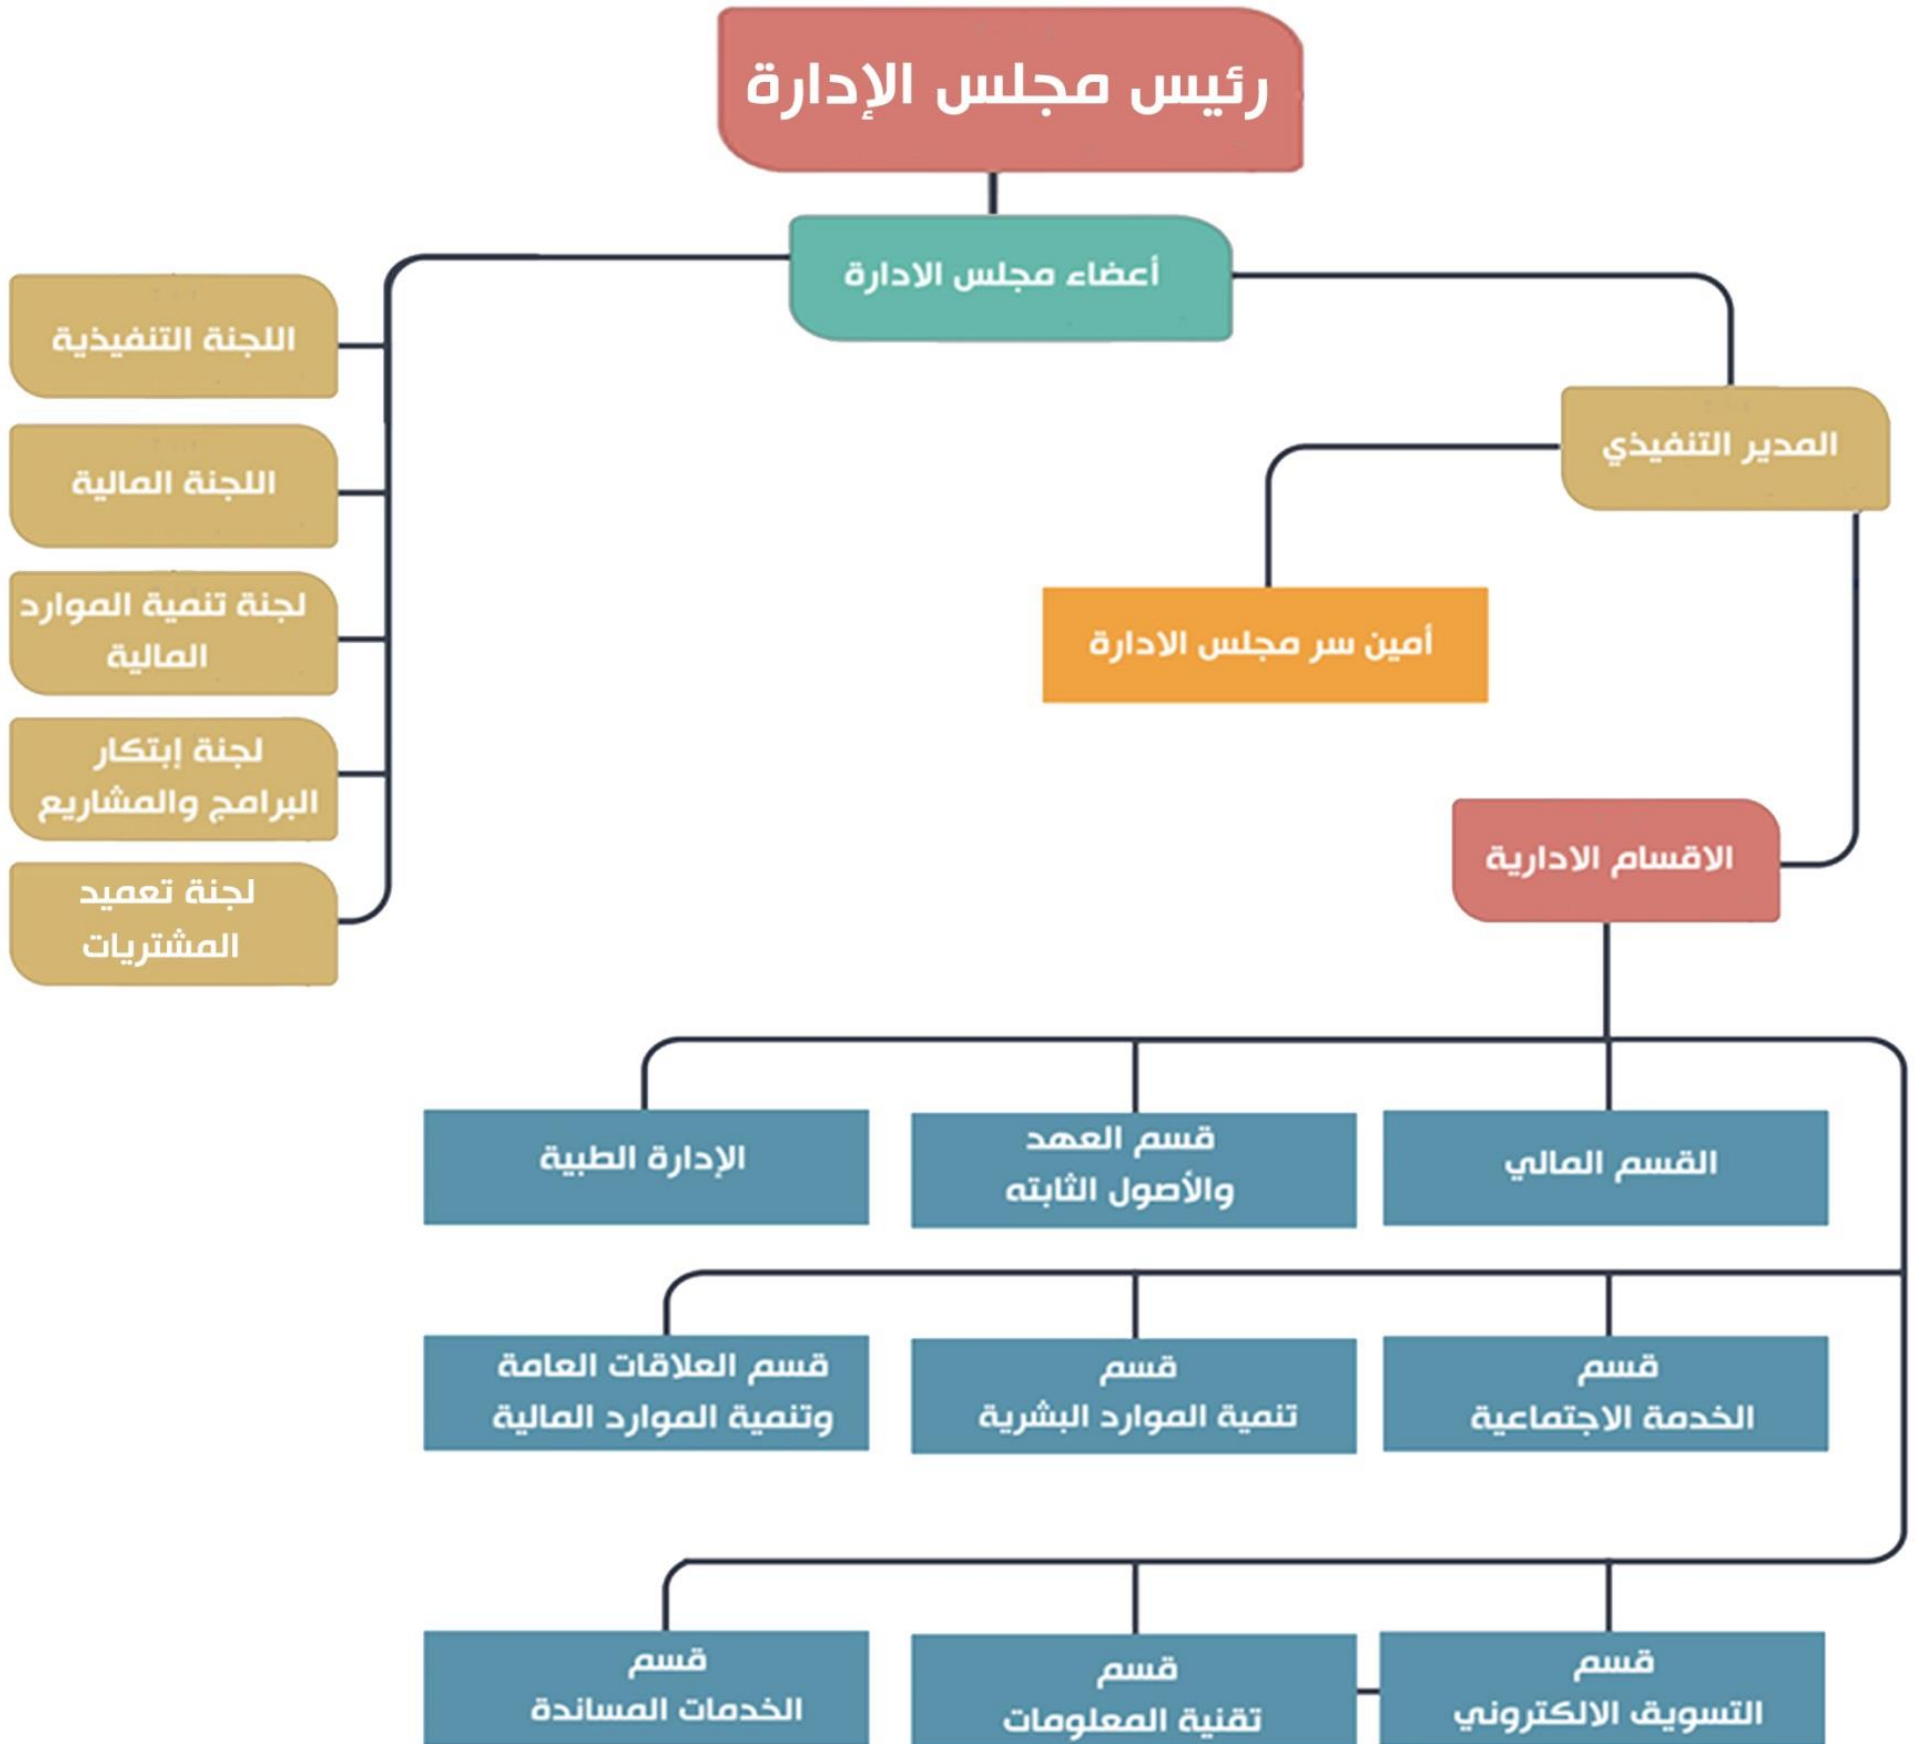 رئيس مجلس الإدارة
أعضاء مجلس الادارة
المدير التنفيذي
أمين سر مجلس الادارة
اللجنة التنفيذية
اللجنة المالية
لجنة تنمية الموارد
المالية
لجنة إبتكار
البرامج والمشاريع
لجنة تعميد
المشتريات
الاقسام الادارية
القسم المالي
قسم العهد
والأصول الثابته
الإدارة الطبية
قسم
الخدمة الاجتماعية
قسم
تنمية الموارد البشرية
قسم العلاقات العامة
وتنمية الموارد المالية
قسم
التسويق الالكتروني
قسم
تقنية المعلومات
قسم
الخدمات المساندة